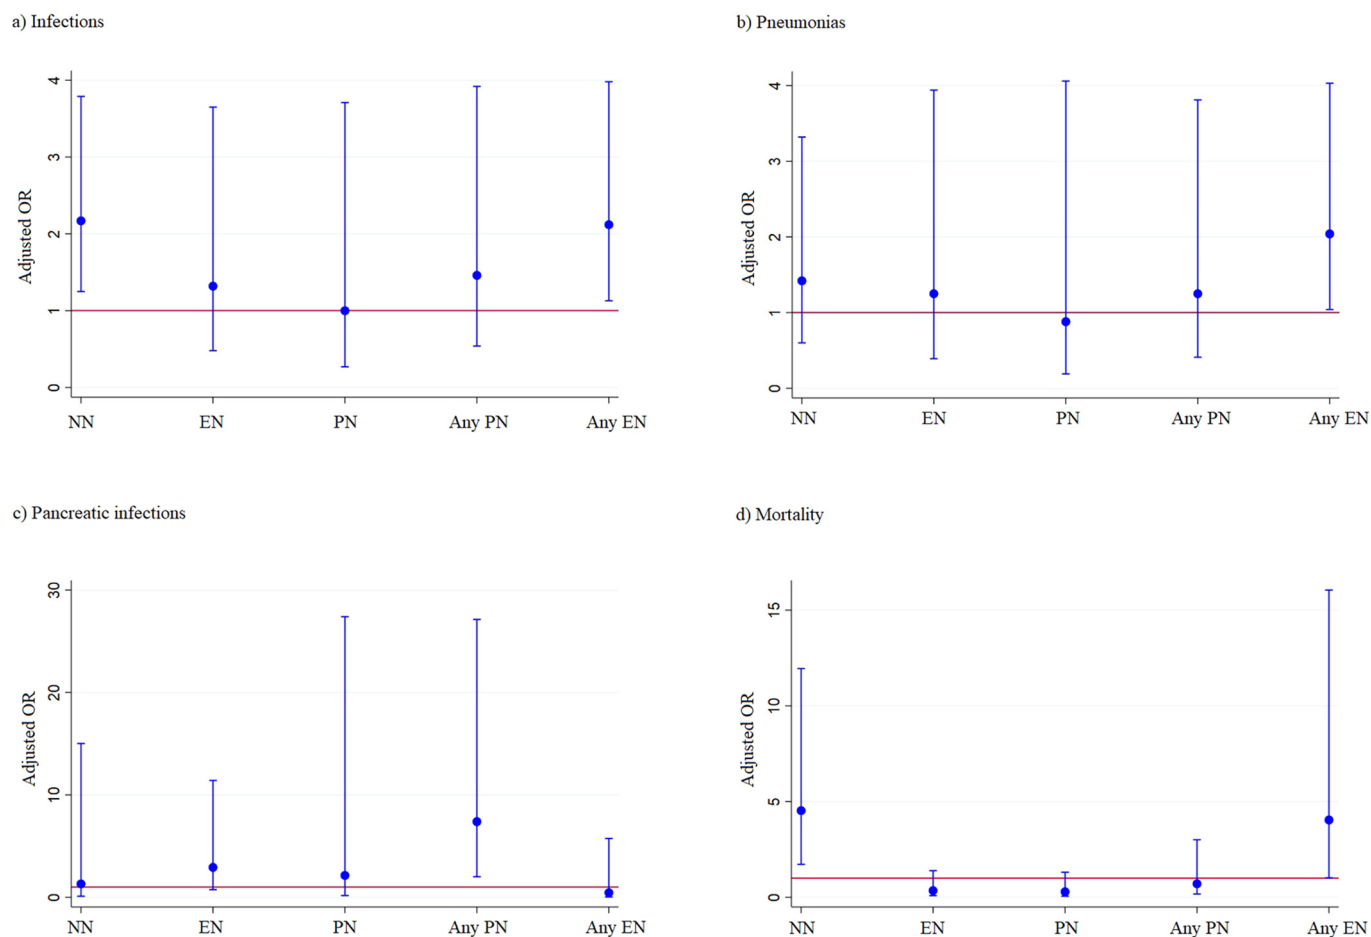 a) Infections
Adjusted OR
4
3
2
1
0
NN EN PN Any PN Any EN
b) Pneumonias
Adjusted OR
4
3
2
1
0
NN EN PN Any PN Any EN
c) Pancreatic infections
Adjusted OR
30
20
10
0
NN EN PN Any PN Any EN
d) Mortality
Adjusted OR
15
10
5
0
NN EN PN Any PN Any EN